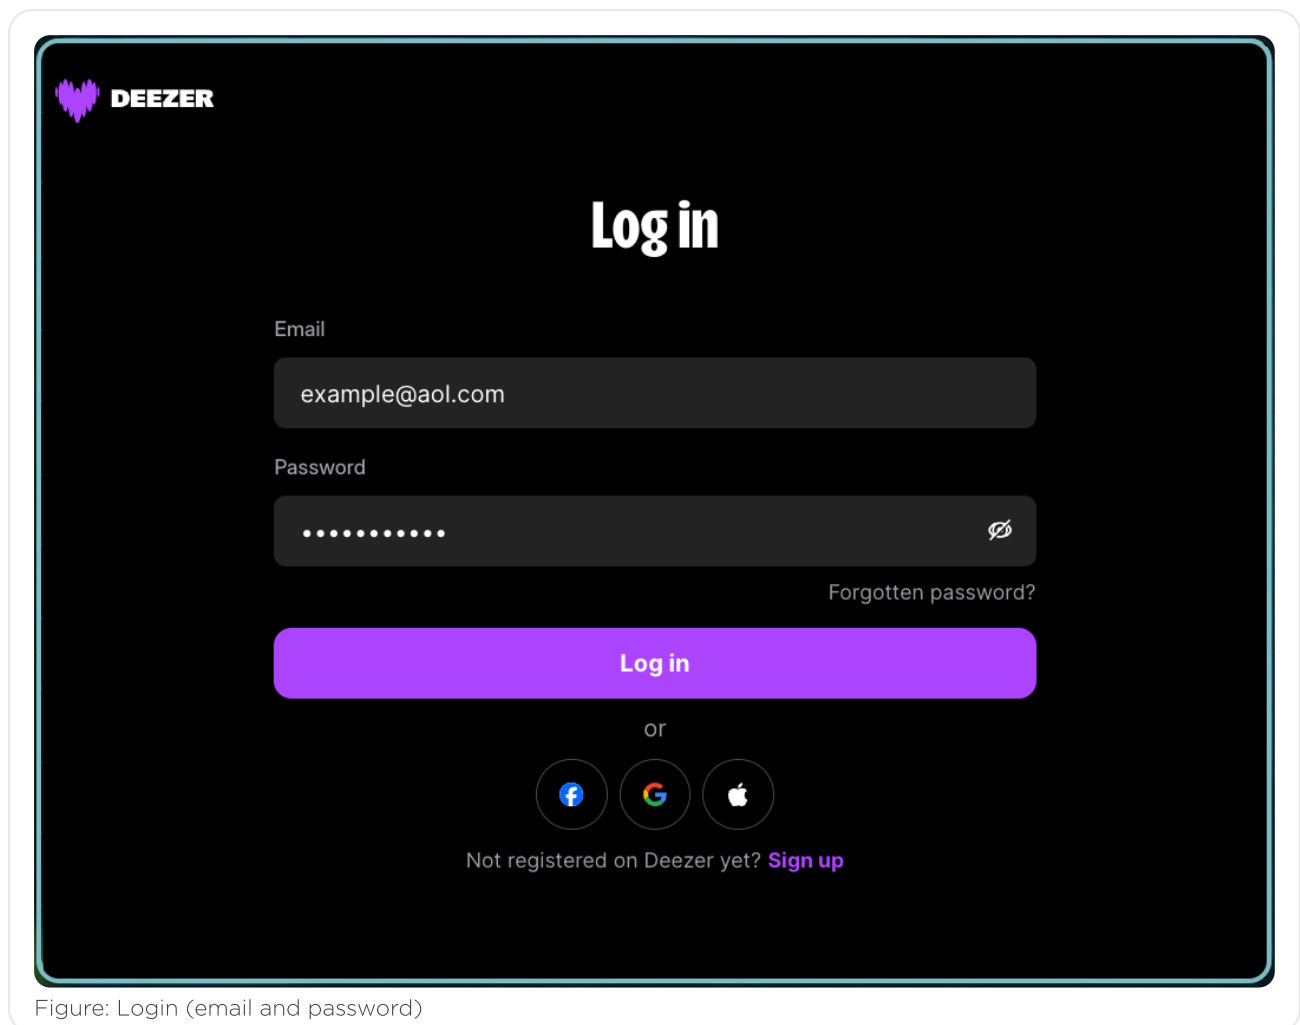 DEEZER
Log in
Email
example@aol.com
Password
•••••••••••
Forgotten password?
Log in
or
Not registered on Deezer yet? Sign up
Figure: Login (email and password)